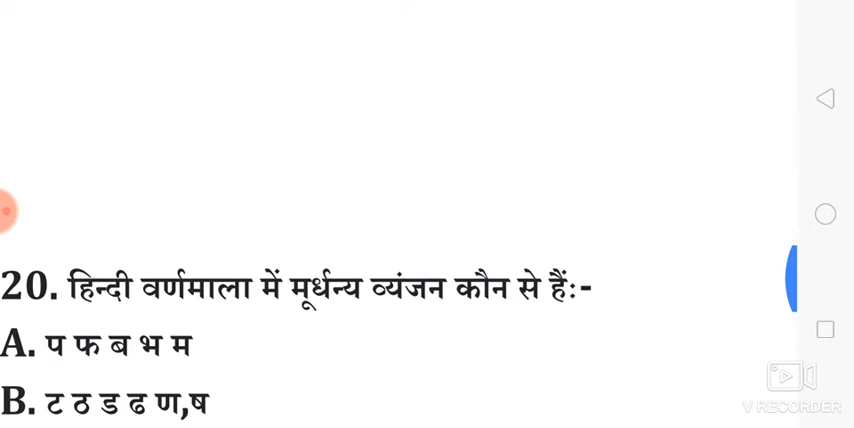 20. हिन्दी वर्णमाला में मूर्धन्य व्यंजन कौन से हैंः-
A. प फ ब भ म
B. ट ठ ड ढ ण,ष
V RECORDER